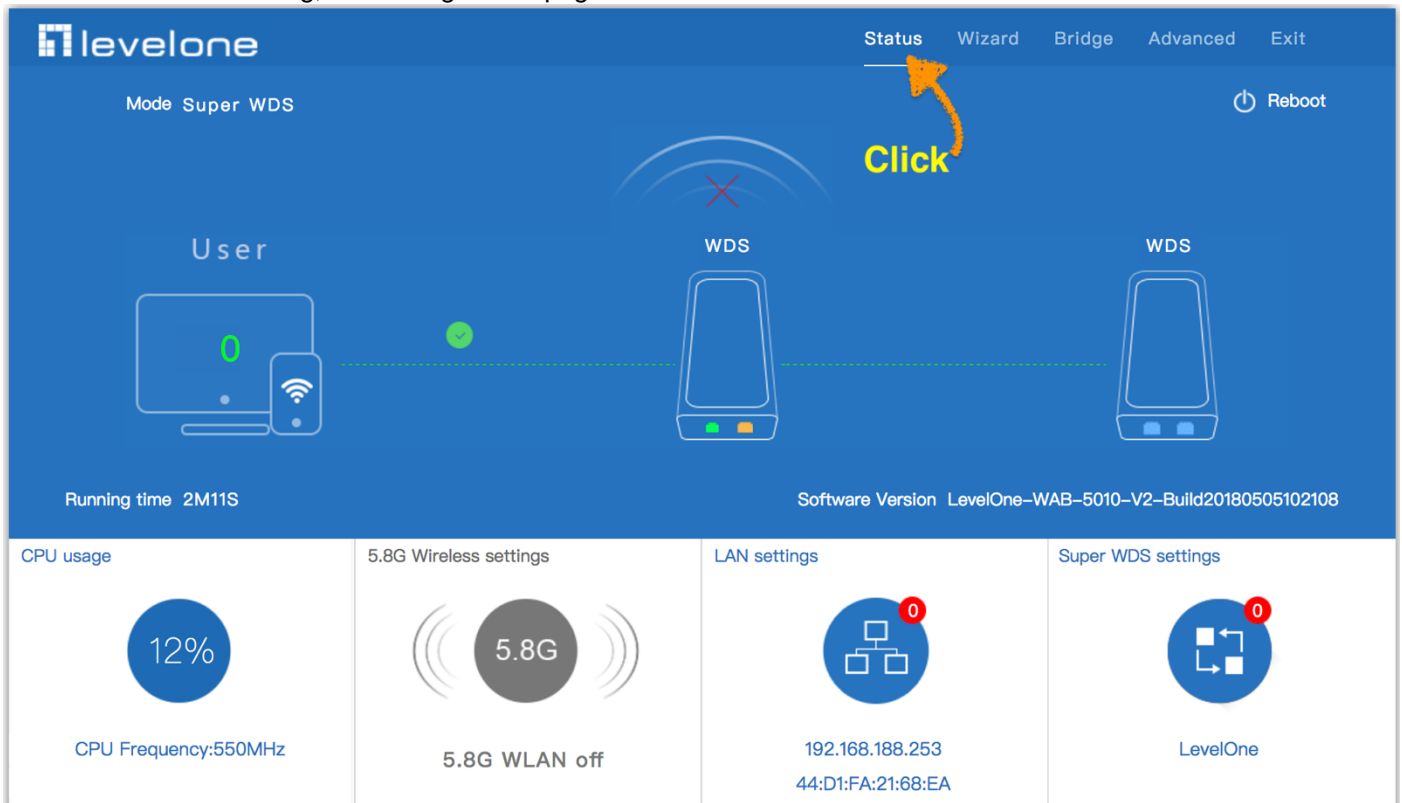 levelone
Status Wizard Bridge Advanced Exit
Mode Super WDS
Reboot
Click
User
WDS
WDS
0
Running time 2M11S
Software Version LevelOne-WAB-5010-V2-Build20180505102108
CPU usage
5.8G Wireless settings
LAN settings
Super WDS settings
12%
5.8G
0
0
CPU Frequency:550MHz
5.8G WLAN off
192.168.188.253
44:D1:FA:21:68:EA
LevelOne